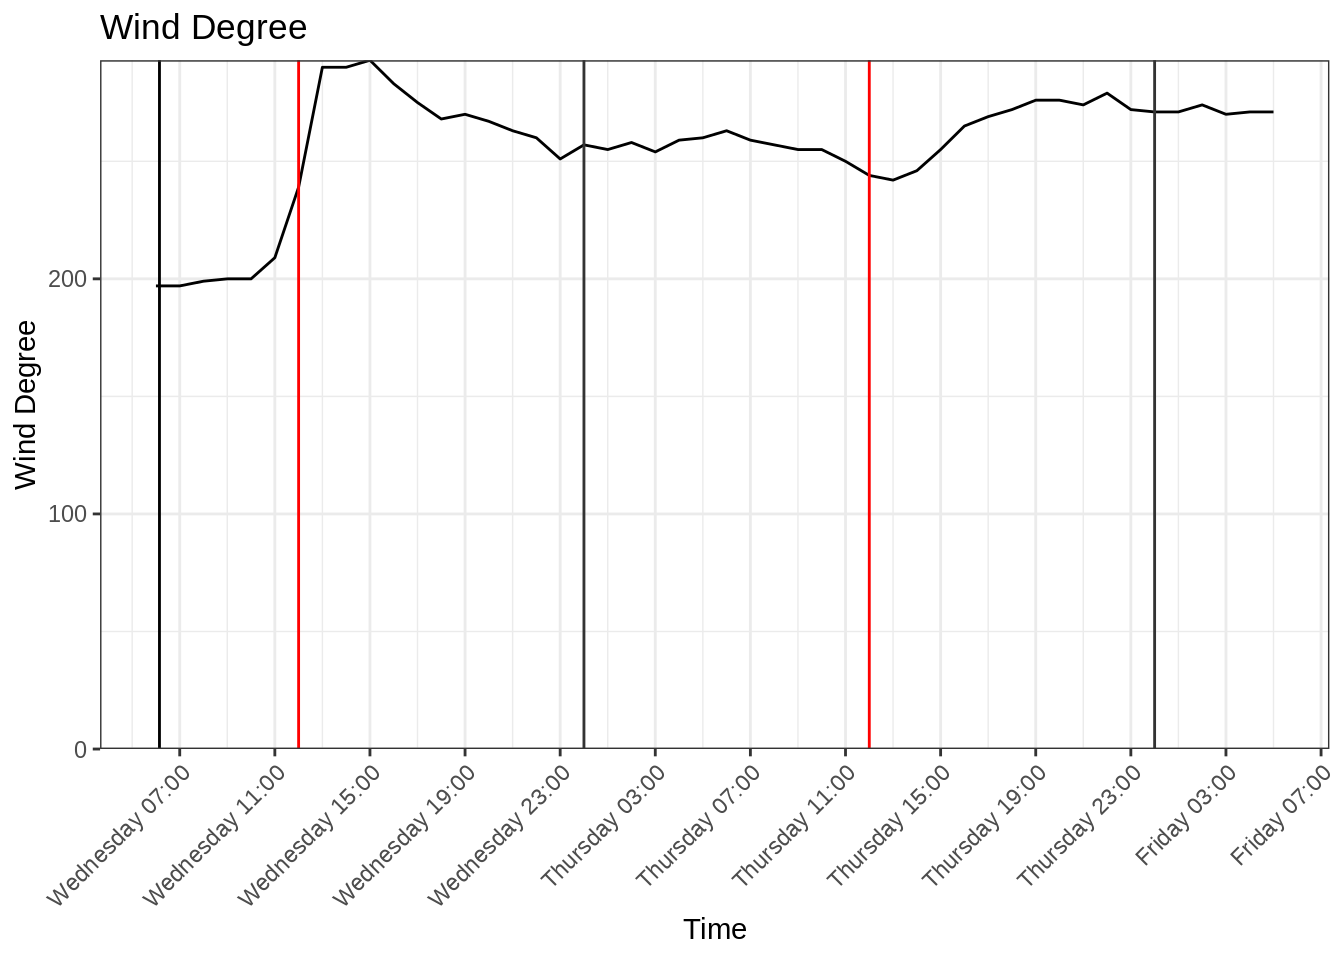 Wind Degree
Wind Degree
200
100
0
Wednesday 07:00
Wednesday 11:00
Wednesday 15:00
Wednesday 19:00
Wednesday 23:00
Thursday 03:00
Thursday 07:00
Thursday 11:00
Thursday 15:00
Thursday 19:00
Thursday 23:00
Friday 03:00
Friday 07:00
Time